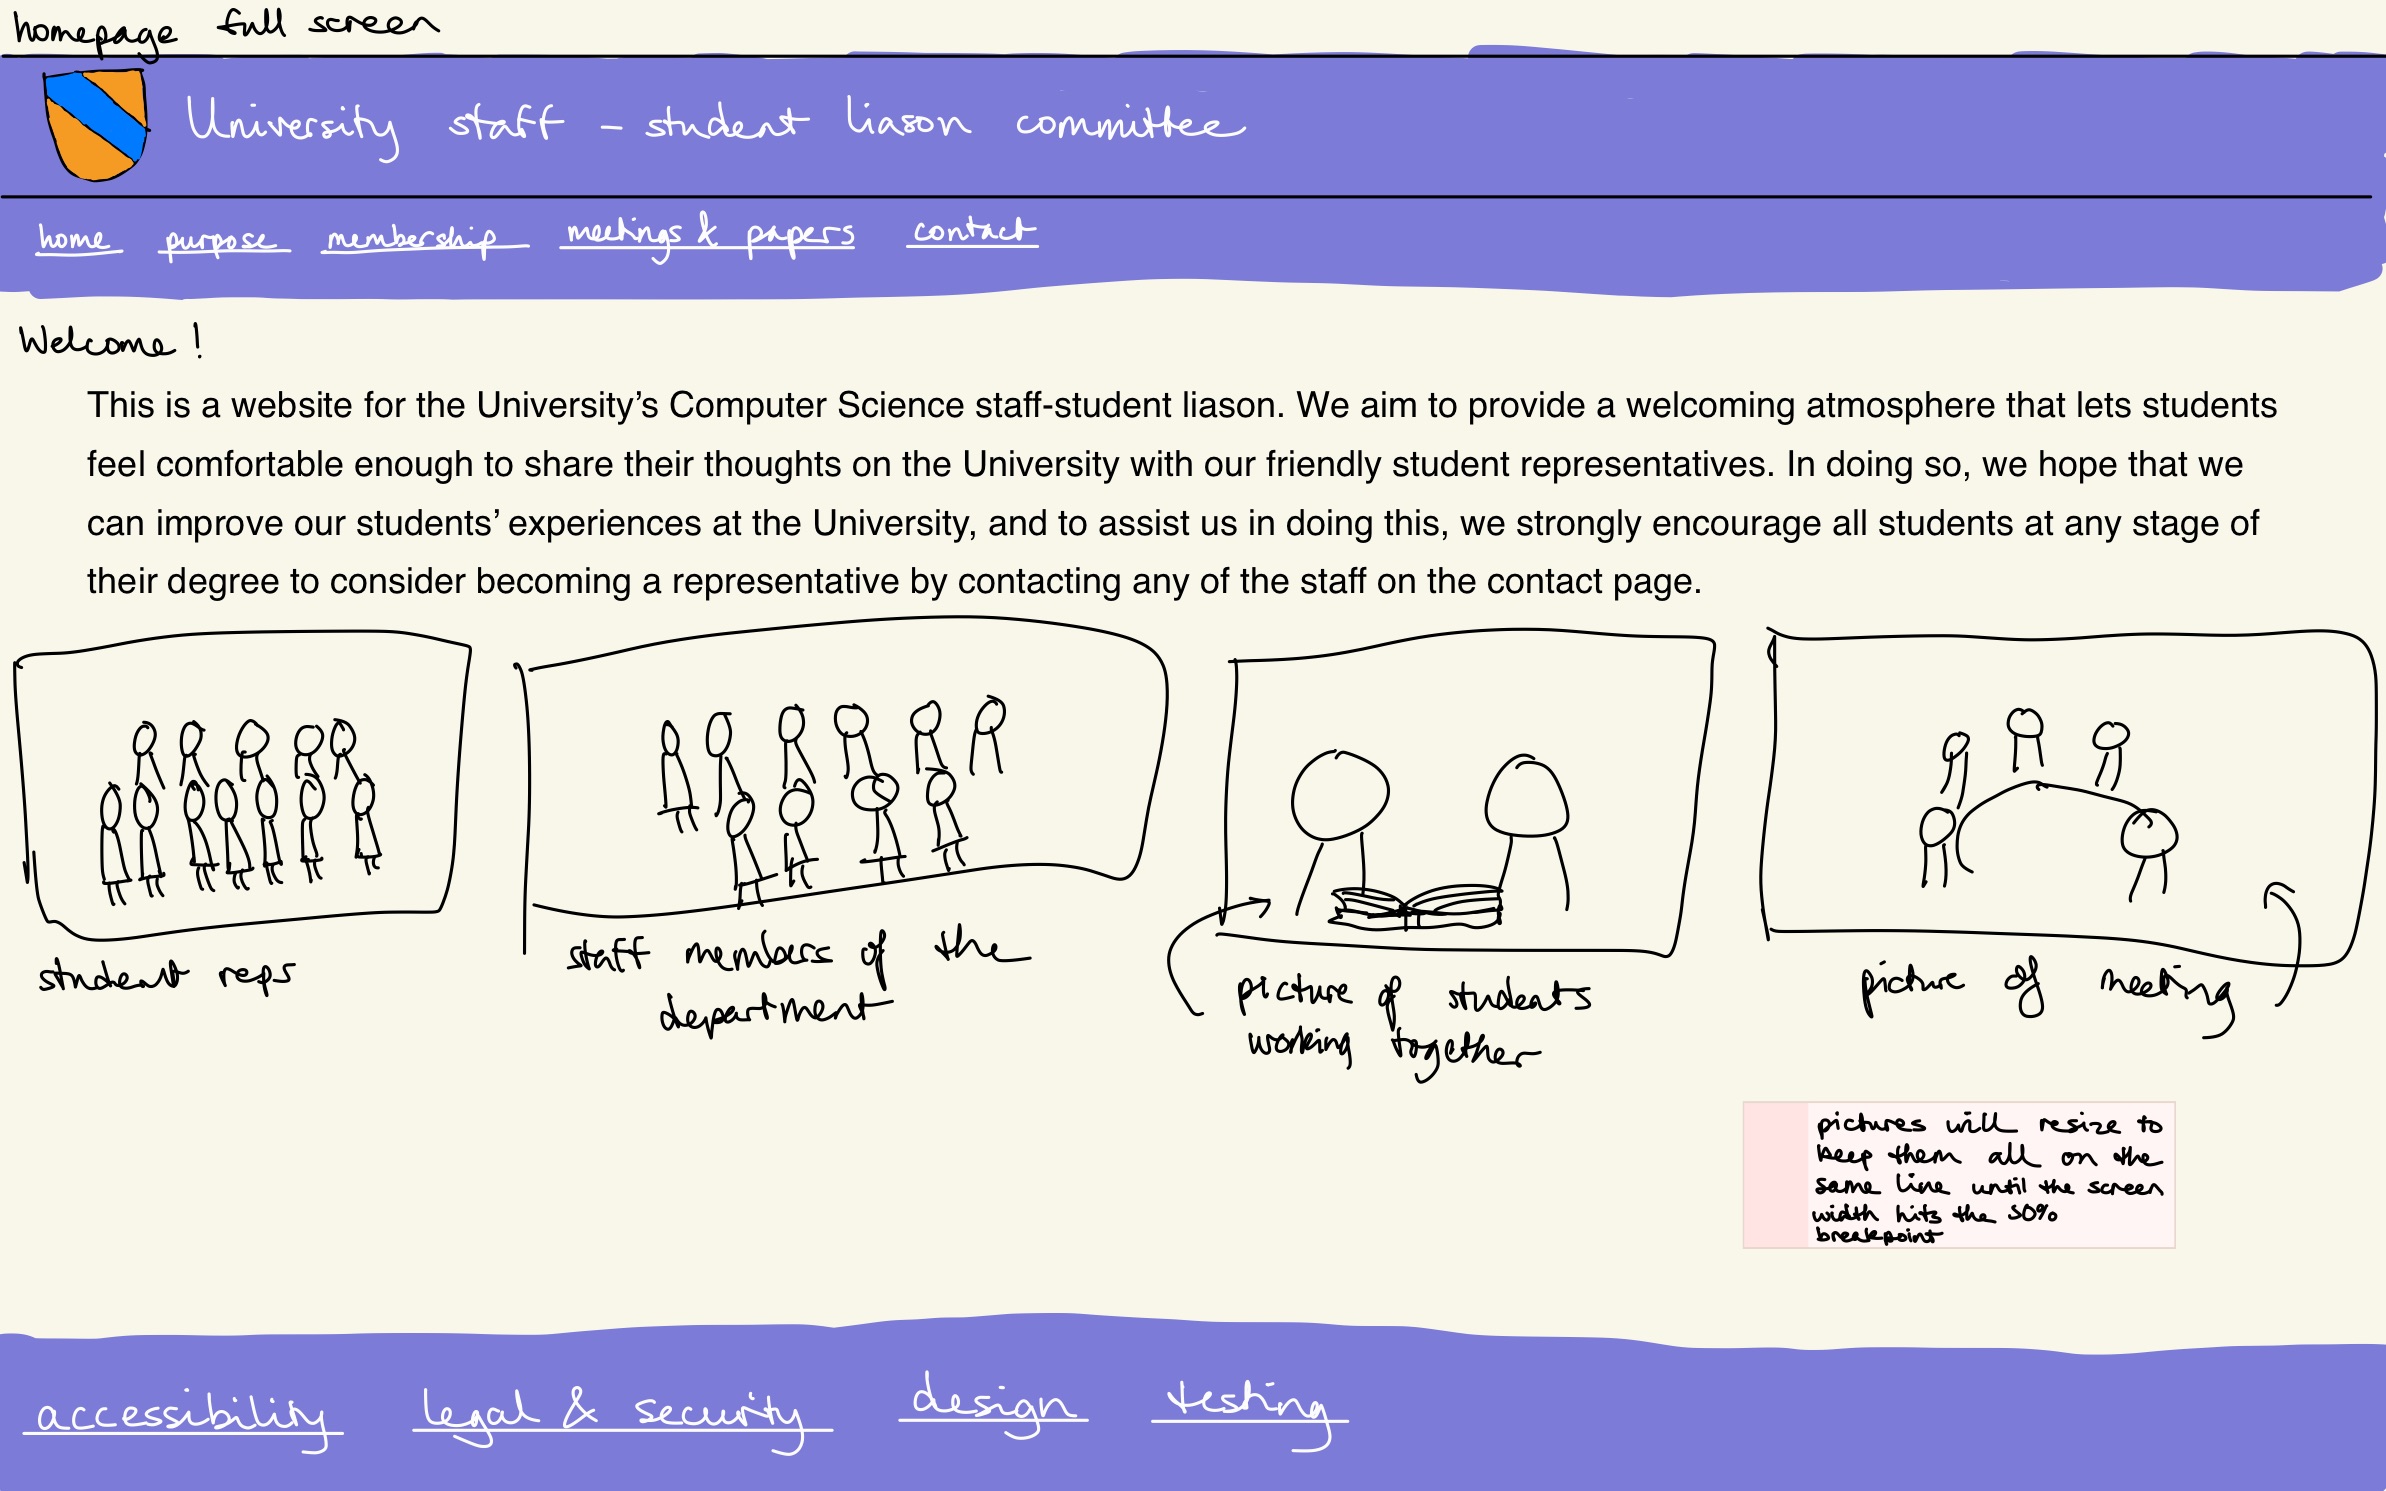 homepage full screen
University staff - student liason committee
home purpose membership meetings & papers contact
Welcome!
This is a website for the University’s Computer Science staff-student liason. We aim to provide a welcoming atmosphere that lets students
feel comfortable enough to share their thoughts on the University with our friendly student representatives. In doing so, we hope that we
can improve our students’ experiences at the University, and to assist us in doing this, we strongly encourage all students at any stage of
their degree to consider becoming a representative by contacting any of the staff on the contact page.
student reps
staff members of the
department
picture of students
working together
picture of meeting
pictures will resize to
keep them all on the
same line until the screen
width hits the 50%
breakpoint
accessibility legal & security design testing